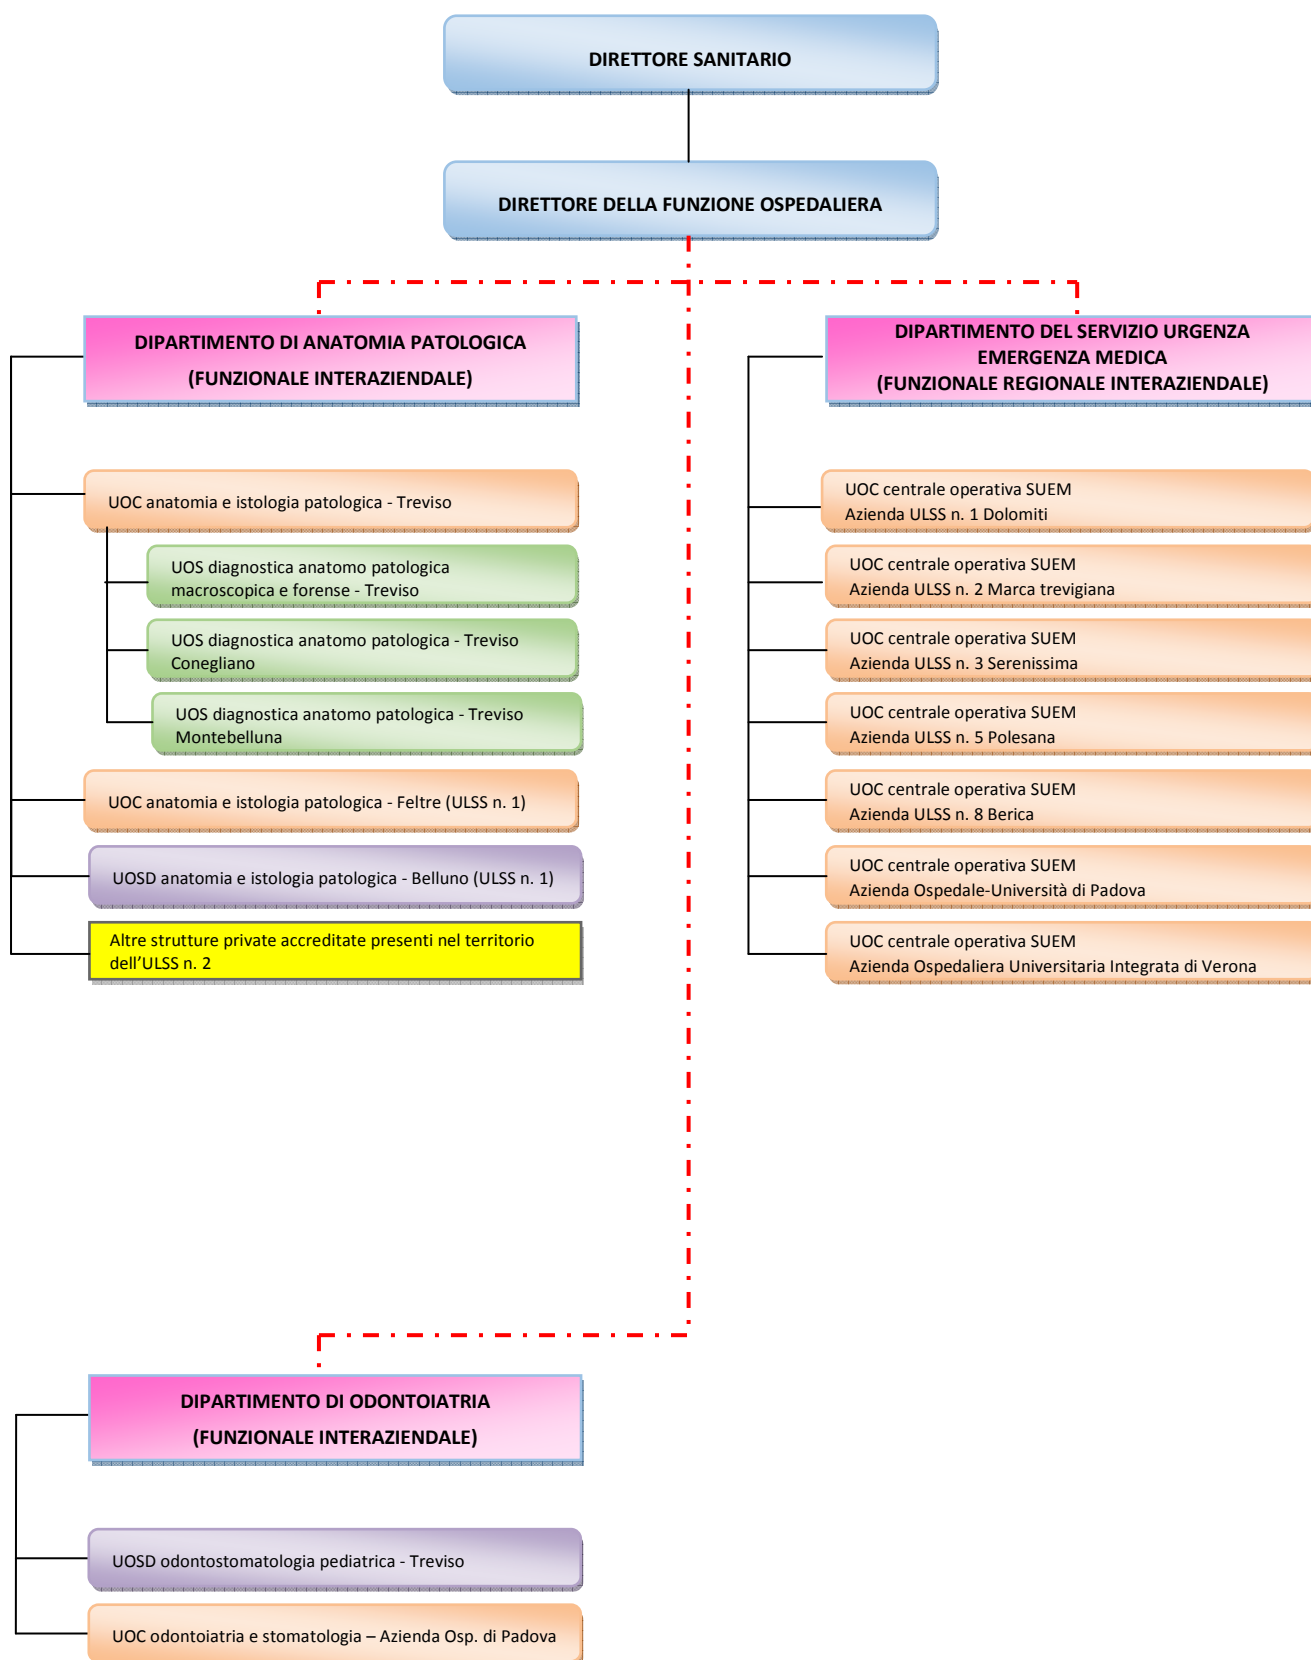 DIRETTORE SANITARIO
DIRETTORE DELLA FUNZIONE OSPEDALIERA
DIPARTIMENTO DI ANATOMIA PATOLOGICA
(FUNZIONALE INTERAZIENDALE)
UOC anatomia e istologia patologica - Treviso
UOS diagnostica anatomo patologica
macroscopica e forense - Treviso
UOS diagnostica anatomo patologica - Treviso
Conegliano
UOS diagnostica anatomo patologica - Treviso
Montebelluna
UOC anatomia e istologia patologica - Feltre (ULSS n. 1)
UOSD anatomia e istologia patologica - Belluno (ULSS n. 1)
Altre strutture private accreditate presenti nel territorio
dell’ULSS n. 2
DIPARTIMENTO DEL SERVIZIO URGENZA
EMERGENZA MEDICA
(FUNZIONALE REGIONALE INTERAZIENDALE)
UOC centrale operativa SUEM
Azienda ULSS n. 1 Dolomiti
UOC centrale operativa SUEM
Azienda ULSS n. 2 Marca trevigiana
UOC centrale operativa SUEM
Azienda ULSS n. 3 Serenissima
UOC centrale operativa SUEM
Azienda ULSS n. 5 Polesana
UOC centrale operativa SUEM
Azienda ULSS n. 8 Berica
UOC centrale operativa SUEM
Azienda Ospedale-Università di Padova
UOC centrale operativa SUEM
Azienda Ospedaliera Universitaria Integrata di Verona
DIPARTIMENTO DI ODONTOIATRIA
(FUNZIONALE INTERAZIENDALE)
UOSD odontostomatologia pediatrica - Treviso
UOC odontoiatria e stomatologia – Azienda Osp. di Padova